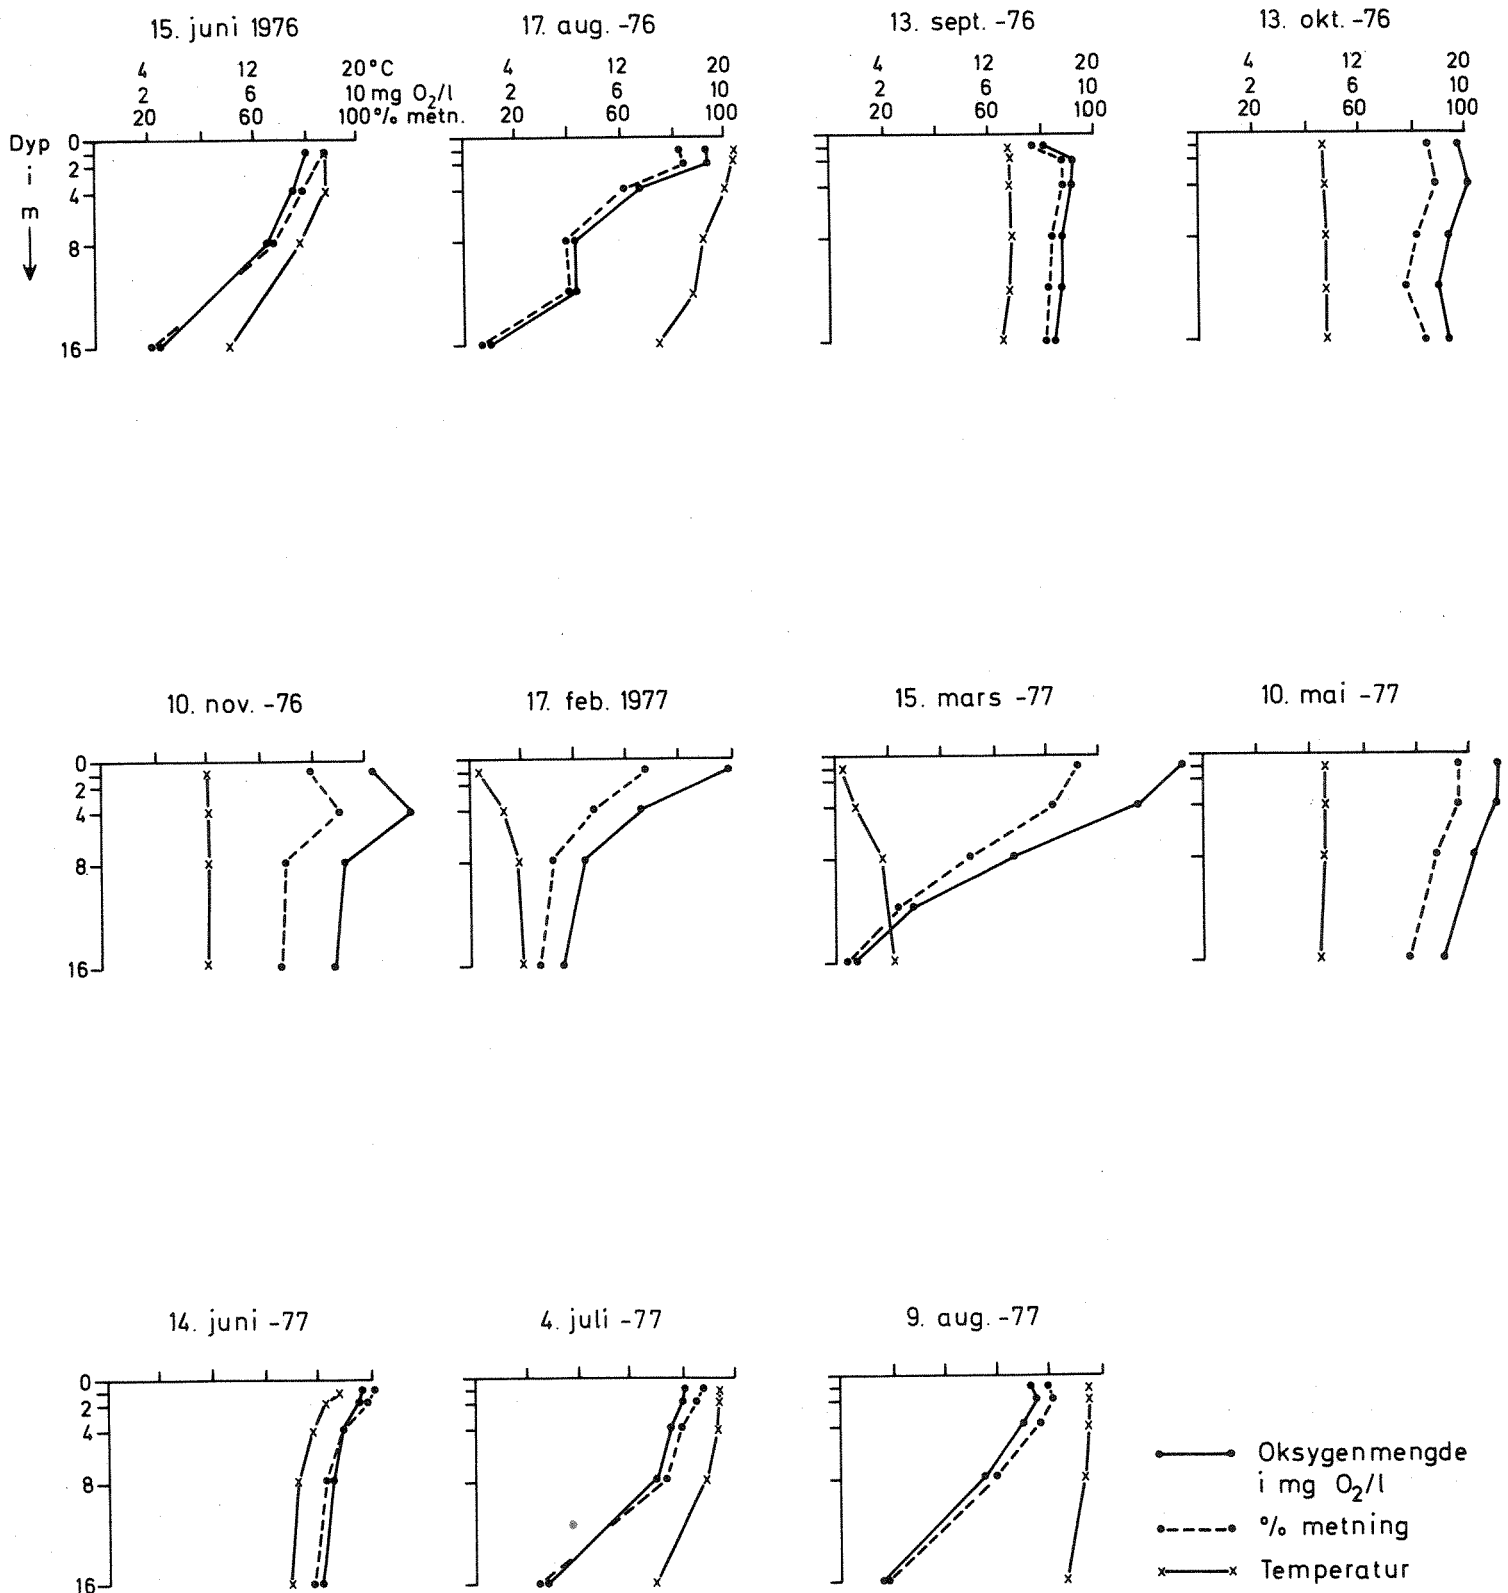 15. juni 1976
17. aug. -76
13. sept. -76
13. okt. -76
4 12 20°C
2 6 10 mg O₂/l
20 60 100% metn.
4 12 20
2 6 10
20 60 100
4 12 20
2 6 10
20 60 100
4 12 20
2 6 10
20 60 100
Dyp
i
m
0
2
4
8
16
10. nov. -76
17. feb. 1977
15. mars -77
10. mai -77
0
2
4
8
16
14. juni -77
4. juli -77
9. aug. -77
0
2
4
8
16
Oksygenmengde
i mg O₂/l
% metning
Temperatur